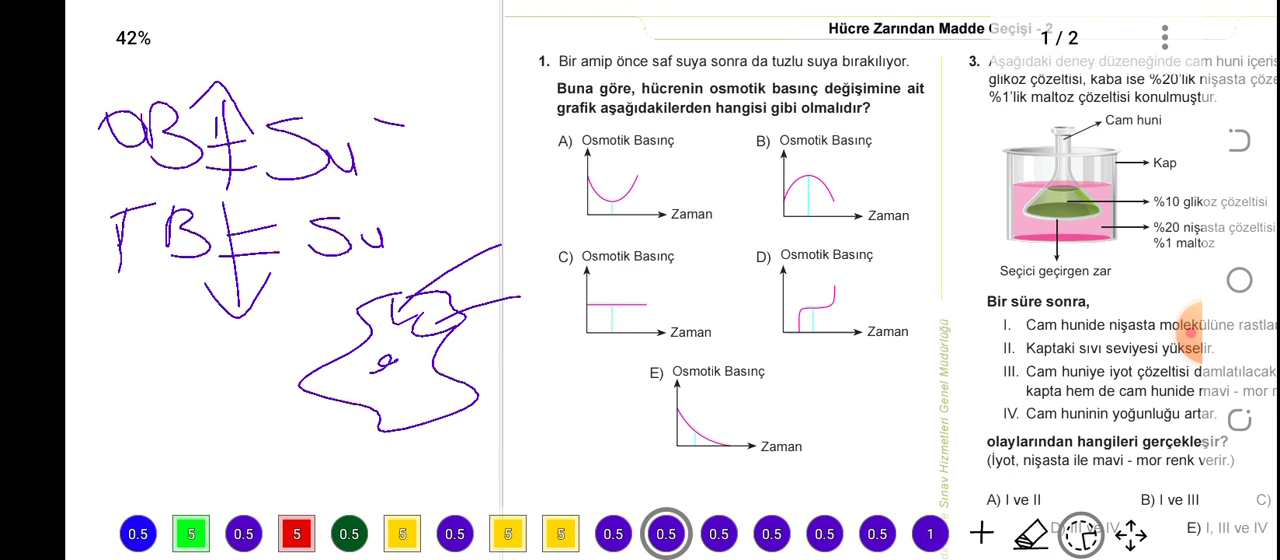 42%
OB Su
TB Su
Hücre Zarından Madde Geçişi - 2
1 / 2
1. Bir amip önce saf suya sonra da tuzlu suya bırakılıyor.
Buna göre, hücrenin osmotik basınç değişimine ait
grafik aşağıdakilerden hangisi gibi olmalıdır?
A) Osmotik Basınç
Zaman
B) Osmotik Basınç
Zaman
C) Osmotik Basınç
Zaman
D) Osmotik Basınç
Zaman
E) Osmotik Basınç
Zaman
Sınav Hizmetleri Genel Müdürlüğü
3. Aşağıdaki deney düzeneğinde cam huni içeris
glikoz çözeltisi, kaba ise %20'lik nişasta çöze
%1'lik maltoz çözeltisi konulmuştur.
Cam huni
Kap
%10 glikoz çözeltisi
%20 nişasta çözeltisi
%1 maltoz
Seçici geçirgen zar
Bir süre sonra,
I. Cam hunide nişasta molekülüne rastla
II. Kaptaki sıvı seviyesi yükselir.
III. Cam huniye iyot çözeltisi damlatılacak
kapta hem de cam hunide mavi - mor r
IV. Cam huninin yoğunluğu artar.
olaylarından hangileri gerçekleşir?
(İyot, nişasta ile mavi - mor renk verir.)
A) I ve II
B) I ve III
C)
E) I, III ve IV
0.5 5 0.5 5 0.5 5 0.5 5 5 0.5 0.5 0.5 0.5 0.5 0.5 1